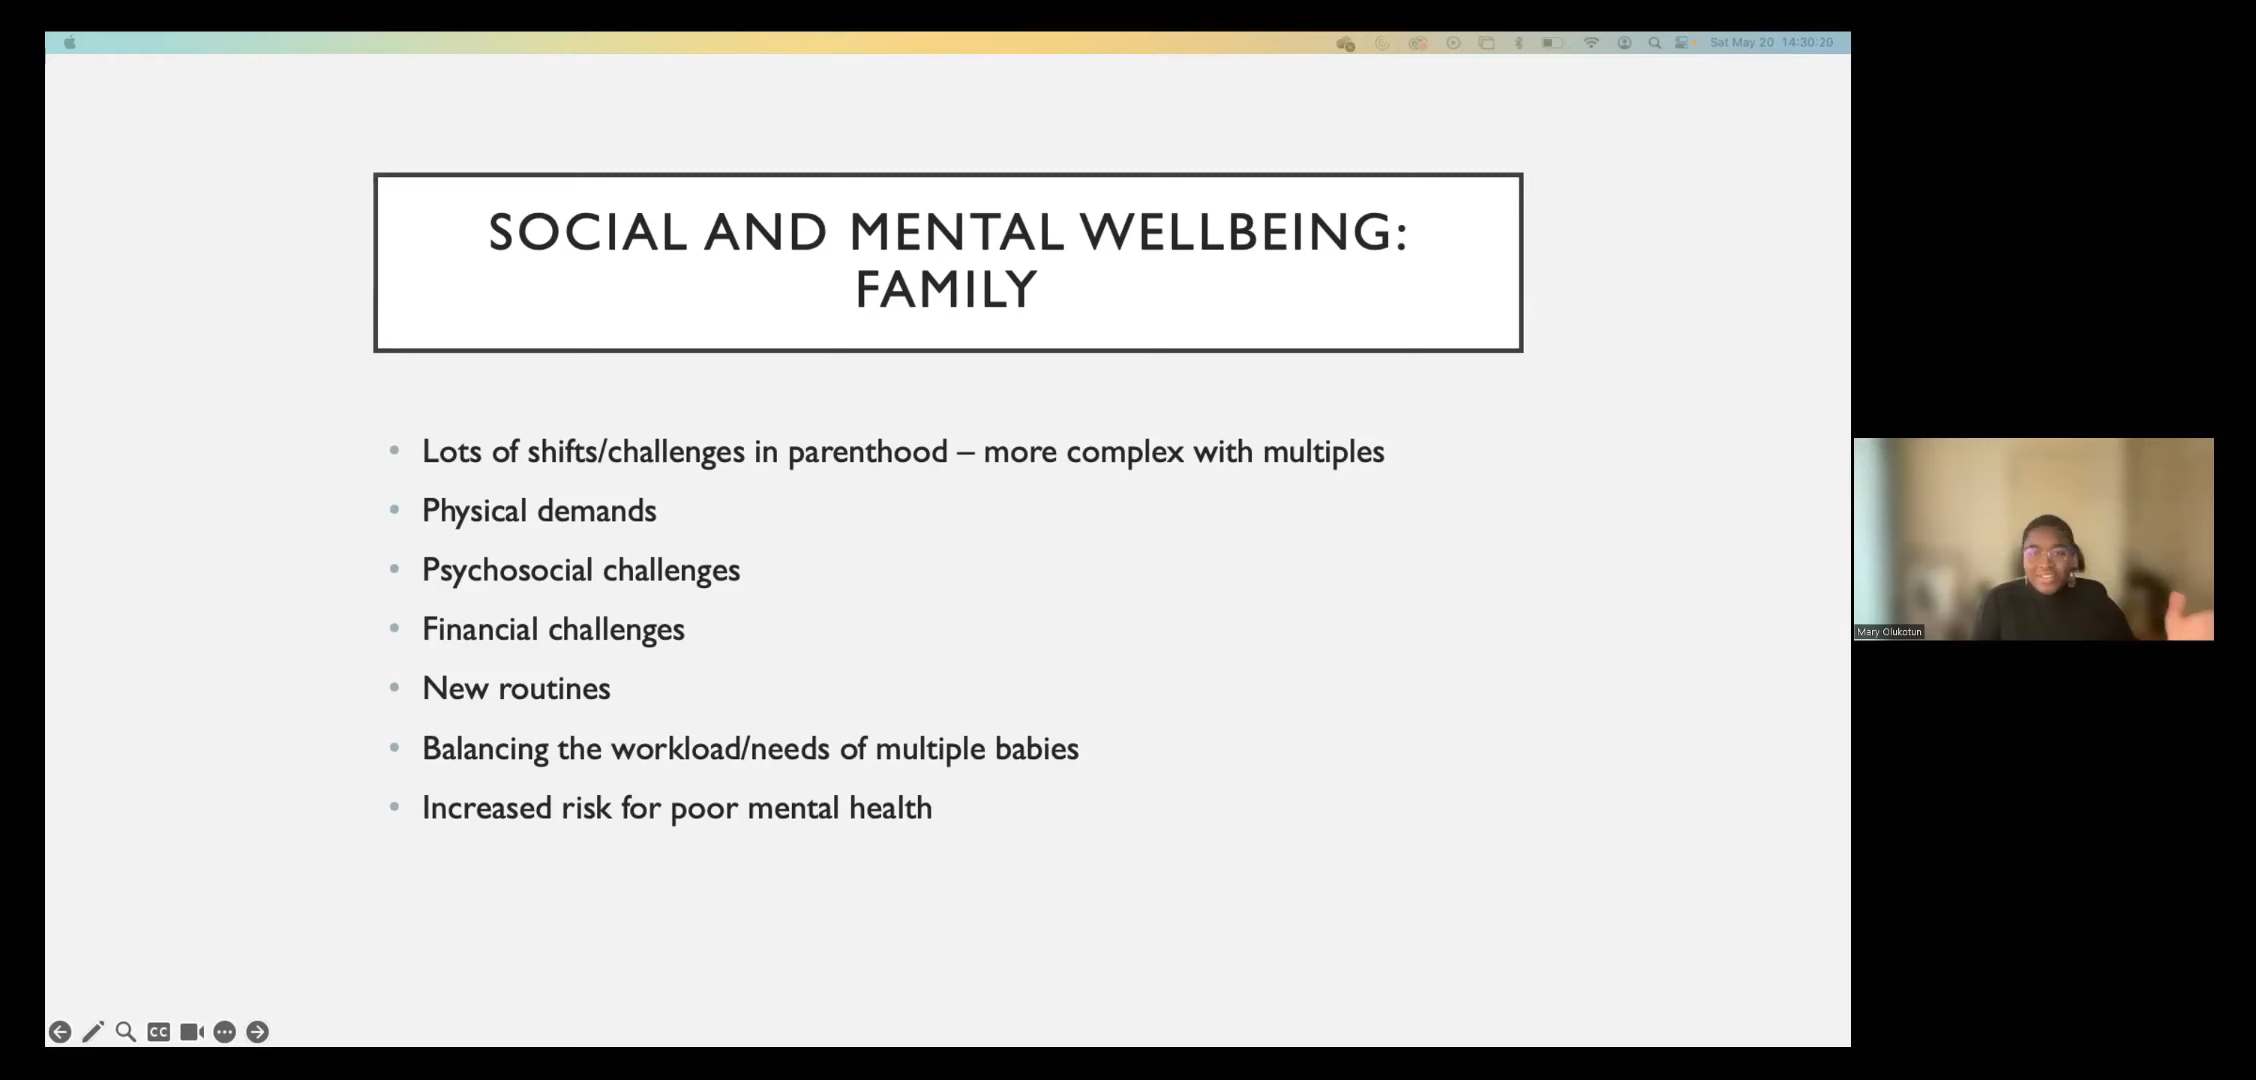 Sat May 20 14:30:20
SOCIAL AND MENTAL WELLBEING:
FAMILY
• Lots of shifts/challenges in parenthood – more complex with multiples
• Physical demands
• Psychosocial challenges
• Financial challenges
• New routines
• Balancing the workload/needs of multiple babies
• Increased risk for poor mental health
Mary Olukotun
CC